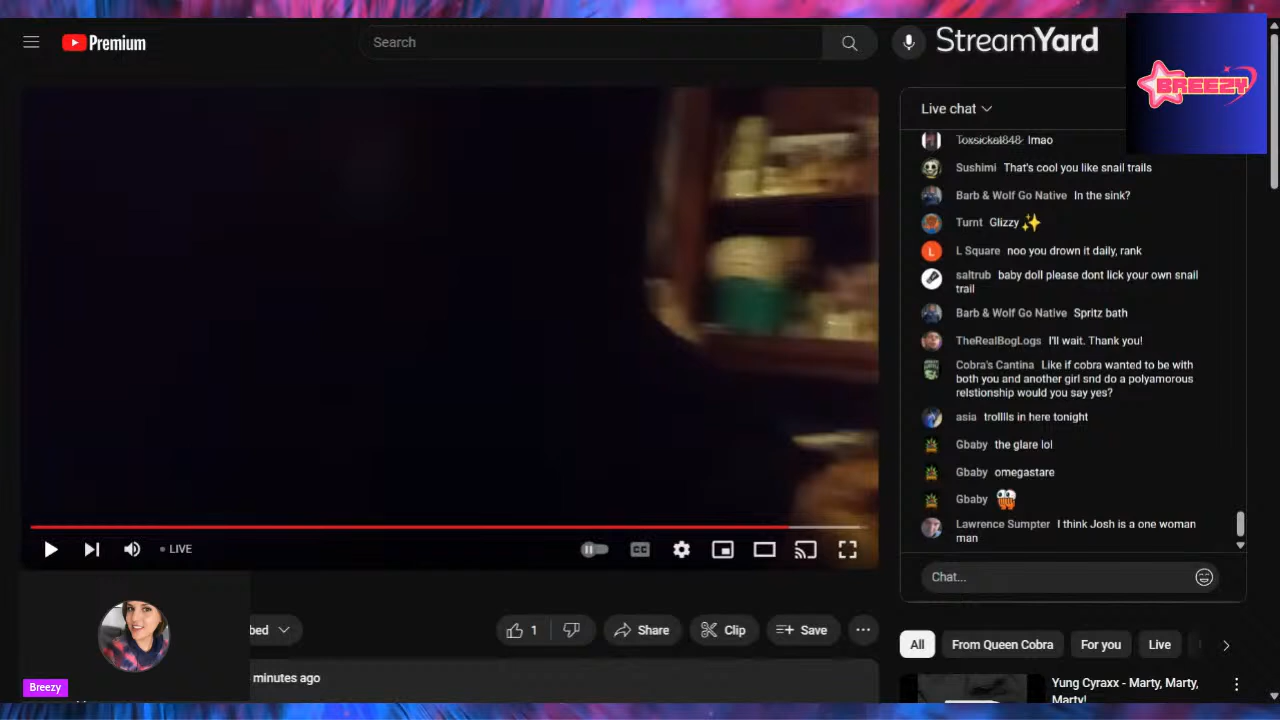 Premium
Search
StreamYard
BREEZY
Live chat
Toxsickal848 lmao
Sushimi That's cool you like snail trails
Barb & Wolf Go Native In the sink?
Turnt Glizzy ✨
L
L Square noo you drown it daily, rank
saltrub baby doll please dont lick your own snail
trail
Barb & Wolf Go Native Spritz bath
TheRealBogLogs I'll wait. Thank you!
Cobra's Cantina Like if cobra wanted to be with
both you and another girl snd do a polyamorous
relstionship would you say yes?
asia trolllls in here tonight
Gbaby the glare lol
Gbaby omegastare
Gbaby
Lawrence Sumpter I think Josh is a one woman
man
LIVE
CC
Chat...
bed
1
Share
Clip
Save
All
From Queen Cobra
For you
Live
minutes ago
Breezy
Yung Cyraxx - Marty, Marty,
Marty!